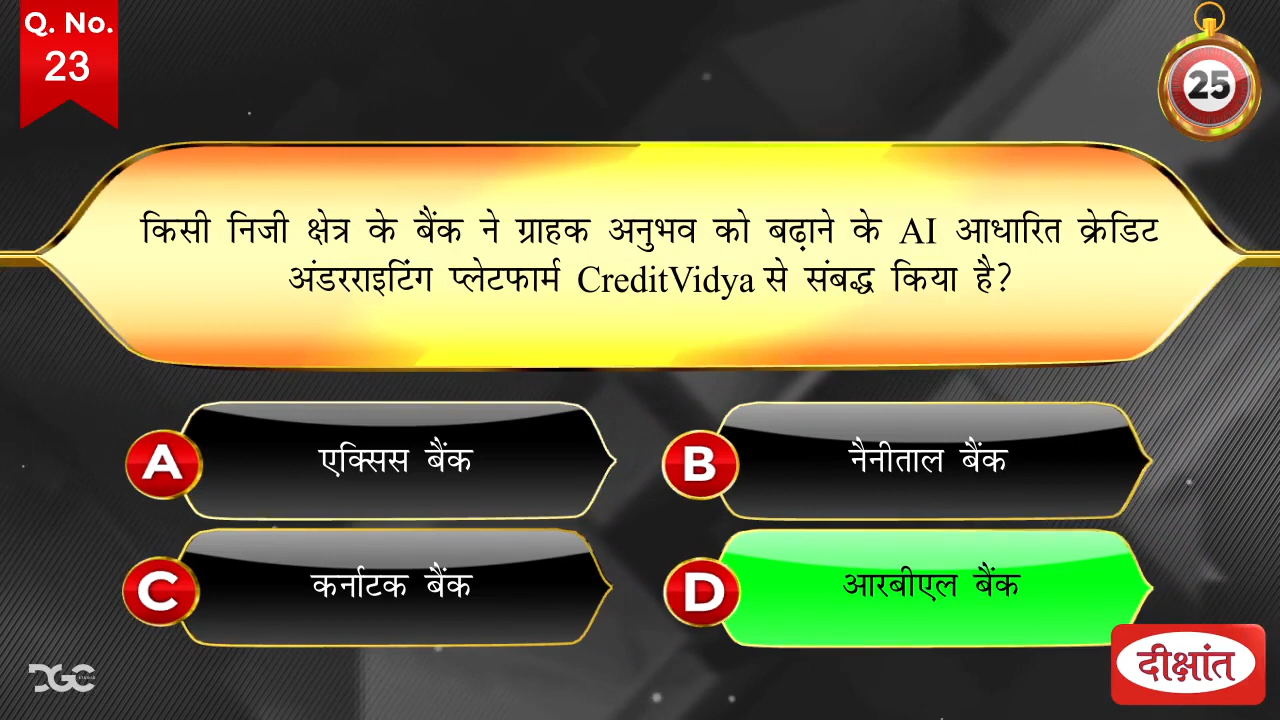 Q. No.
23
25
किसी निजी क्षेत्र के बैंक ने ग्राहक अनुभव को बढ़ाने के AI आधारित क्रेडिट
अंडरराइटिंग प्लेटफार्म CreditVidya से संबद्ध किया है?
A एक्सिस बैंक
B नैनीताल बैंक
C कर्नाटक बैंक
D आरबीएल बैंक
DGC
दीक्षांत